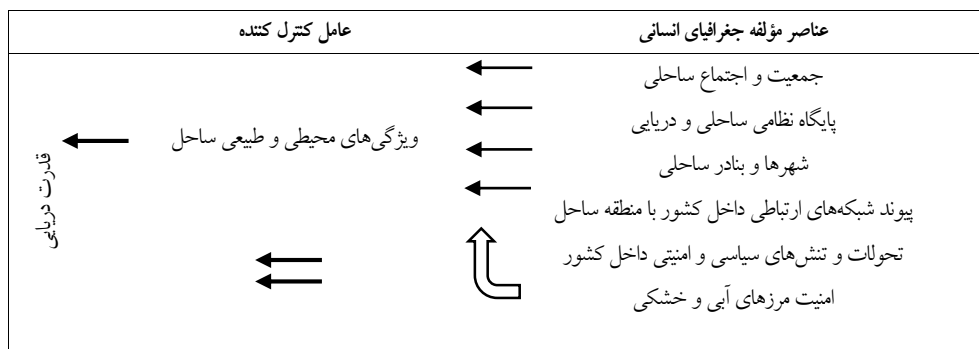 عناصر مؤلفه جغرافیای انسانی
عامل کنترل کننده
جمعیت و اجتماع ساحلی
پایگاه نظامی ساحلی و دریایی
شهرها و بنادر ساحلی
پیوند شبکه‌های ارتباطی داخل کشور با منطقه ساحل
تحولات و تنش‌های سیاسی و امنیتی داخل کشور
امنیت مرزهای آبی و خشکی
ویژگی‌های محیطی و طبیعی ساحل
قدرت دریایی